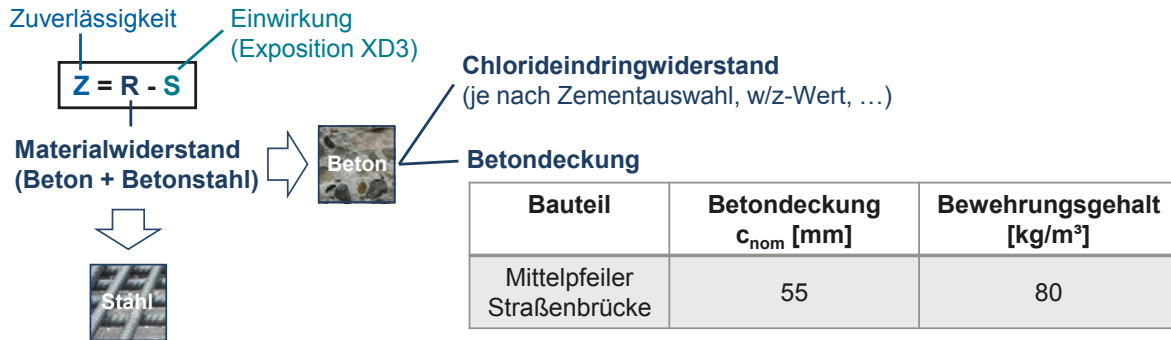 Zuverlässigkeit
Einwirkung
(Exposition XD3)
Z = R - S
Materialwiderstand
(Beton + Betonstahl)
Beton
Stahl
Chlorideindringwiderstand
(je nach Zementauswahl, w/z-Wert, …)
Betondeckung
Bauteil
Betondeckung
cnom [mm]
Bewehrungsgehalt
[kg/m³]
Mittelpfeiler
Straßenbrücke
55
80